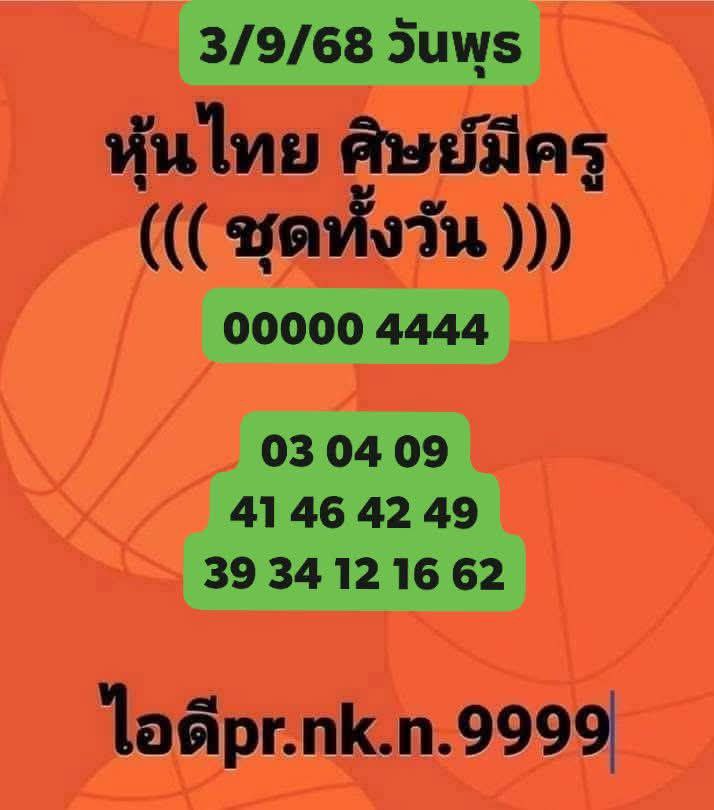 3/9/68 วันพุธ
หุ้นไทย ศิษย์มีครู
((( ชุดทั้งวัน )))
00000 4444
03 04 09
41 46 42 49
39 34 12 16 62
ไอดีpr.nk.n.9999